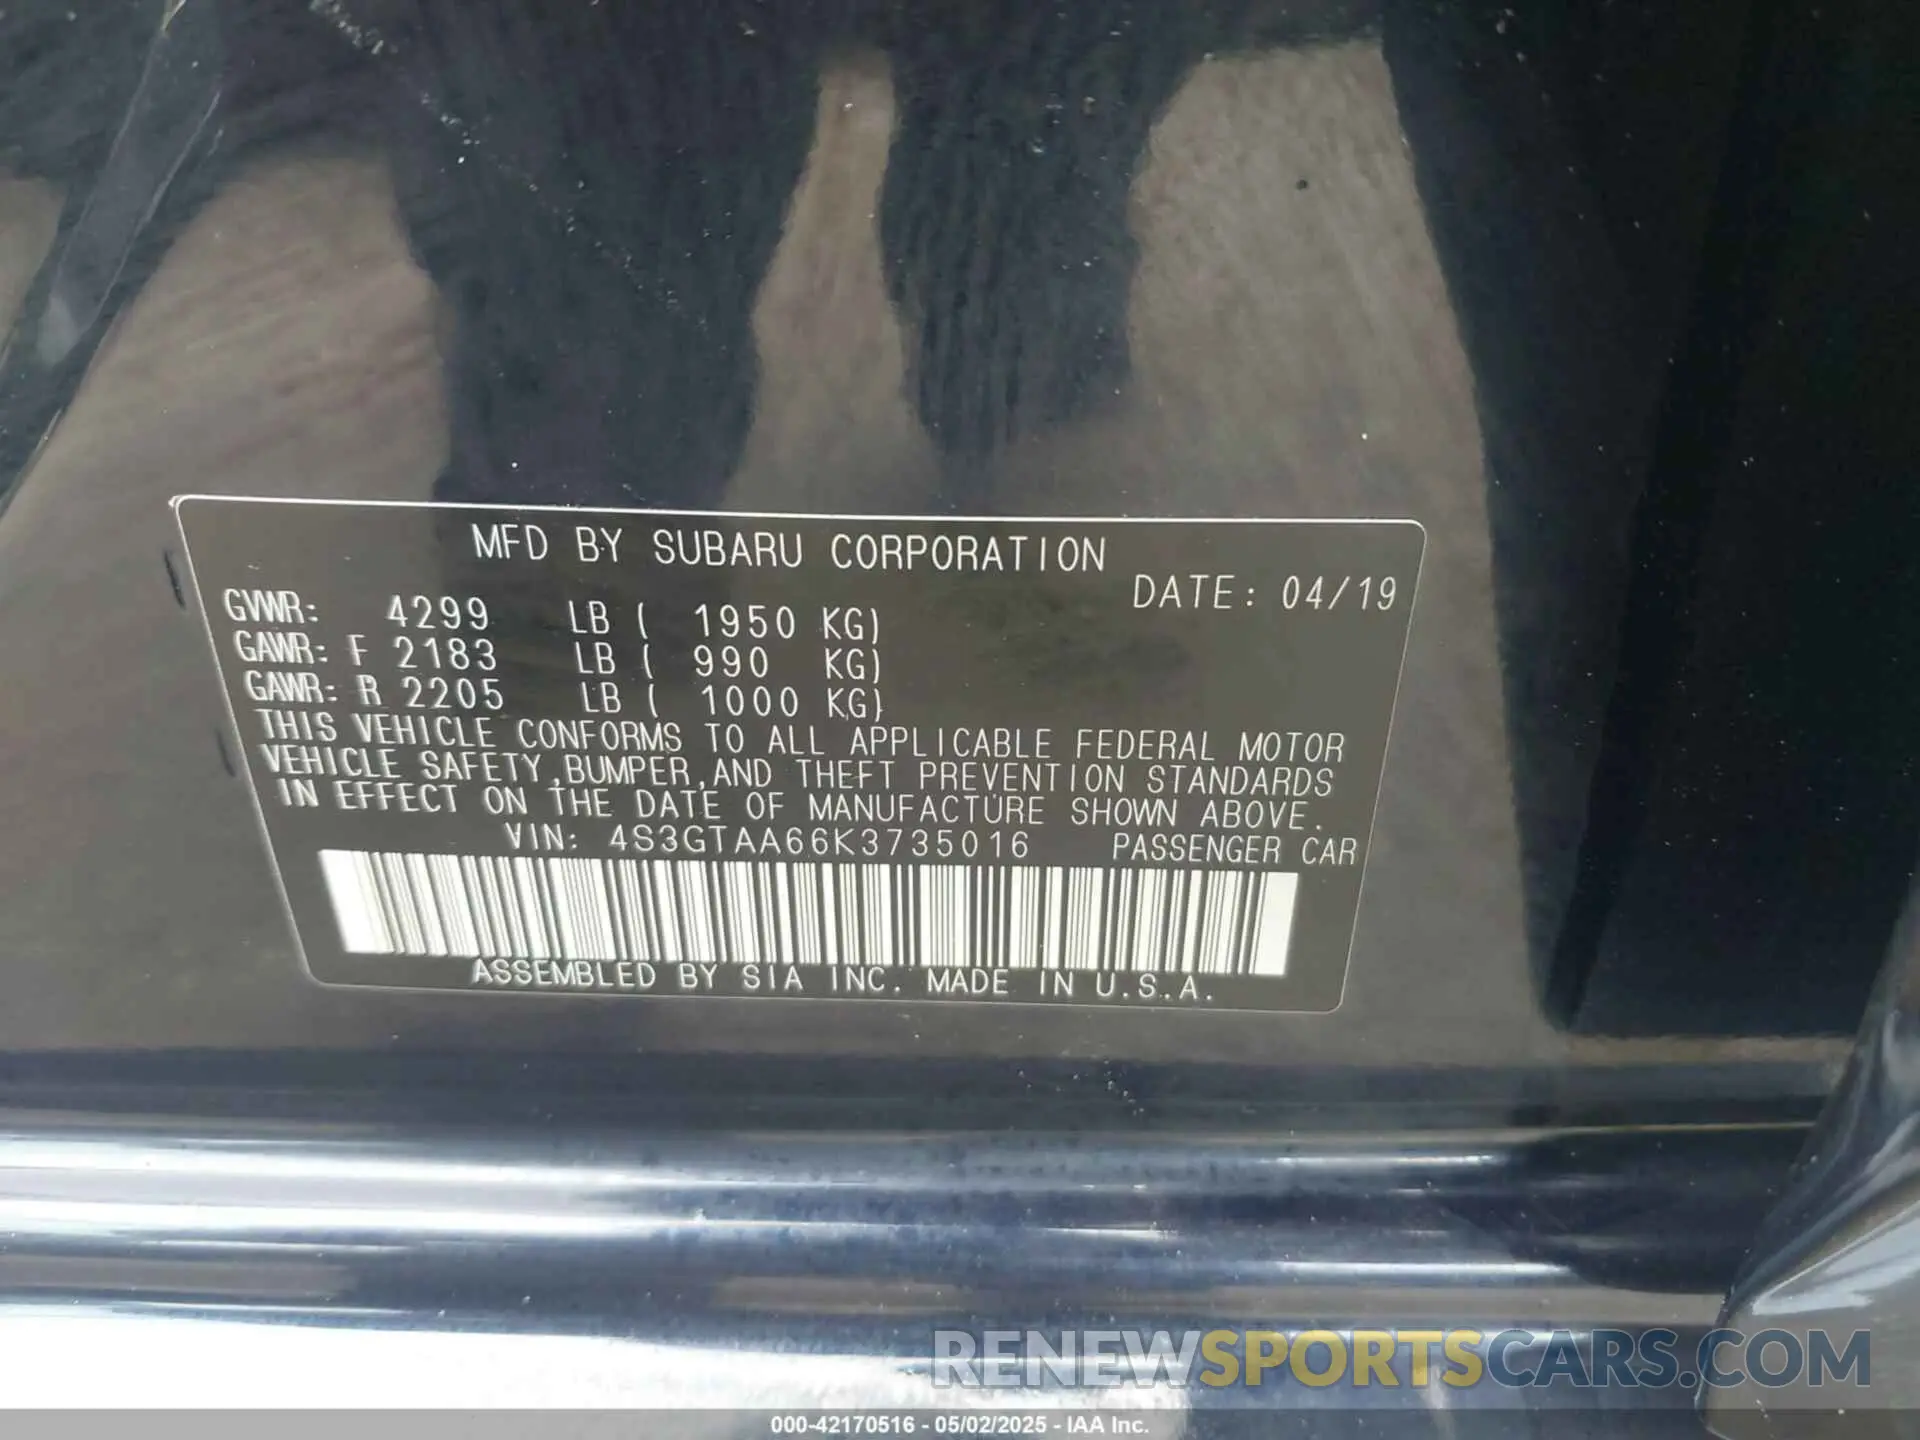 MFD BY SUBARU CORPORATION
DATE: 04/19
GVWR: 4299 LB ( 1950 KG)
GAWR: F 2183 LB ( 990 KG)
GAWR: R 2205 LB ( 1000 KG)
THIS VEHICLE CONFORMS TO ALL APPLICABLE FEDERAL MOTOR
VEHICLE SAFETY,BUMPER,AND THEFT PREVENTION STANDARDS
IN EFFECT ON THE DATE OF MANUFACTURE SHOWN ABOVE.
VIN: 4S3GTAA66K3735016 PASSENGER CAR
ASSEMBLED BY SIA INC. MADE IN U.S.A.
RENEWSPORTSCARS.COM
000-42170516 - 05/02/2025 - IAA Inc.